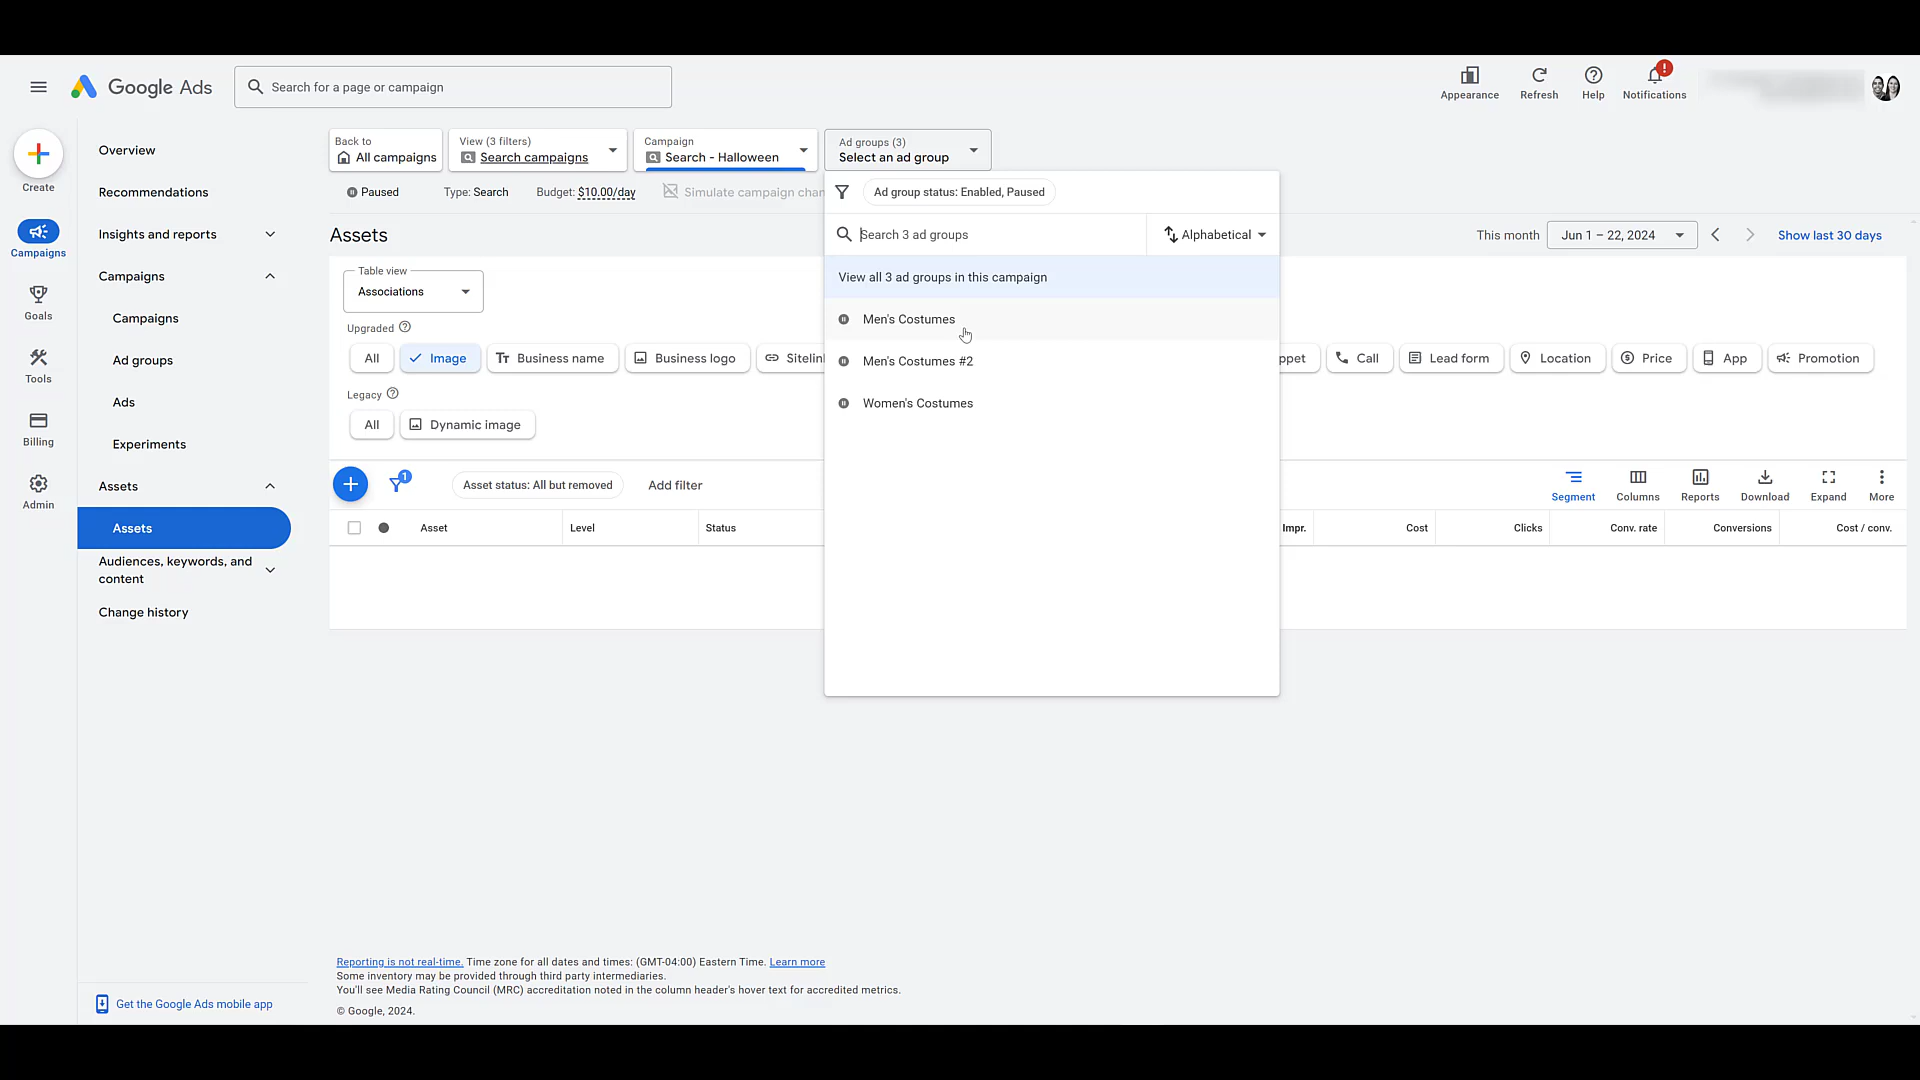 Google Ads
Search for a page or campaign
Appearance
Refresh
Help
!
Notifications
Create
Campaigns
Goals
Tools
Billing
Admin
Overview
Recommendations
Insights and reports
Campaigns
Campaigns
Ad groups
Ads
Experiments
Assets
Assets
Audiences, keywords, and
content
Change history
Get the Google Ads mobile app
Back to
All campaigns
View (3 filters)
Search campaigns
Campaign
Search - Halloween
Ad groups (3)
Select an ad group
Paused
Type: Search
Budget: $10.00/day
Simulate campaign chan
Ad group status: Enabled, Paused
Search 3 ad groups
Alphabetical
View all 3 ad groups in this campaign
Men's Costumes
Men's Costumes #2
Women's Costumes
Assets
This month
Jun 1 – 22, 2024
Show last 30 days
Table view
Associations
Upgraded
All
Image
Business name
Business logo
Sitelin
ppet
Call
Lead form
Location
Price
App
Promotion
Legacy
All
Dynamic image
1
Asset status: All but removed
Add filter
Segment
Columns
Reports
Download
Expand
More
Asset
Level
Status
Impr.
Cost
Clicks
Conv. rate
Conversions
Cost / conv.
Reporting is not real-time. Time zone for all dates and times: (GMT-04:00) Eastern Time. Learn more
Some inventory may be provided through third party intermediaries.
You'll see Media Rating Council (MRC) accreditation noted in the column header's hover text for accredited metrics.
© Google, 2024.